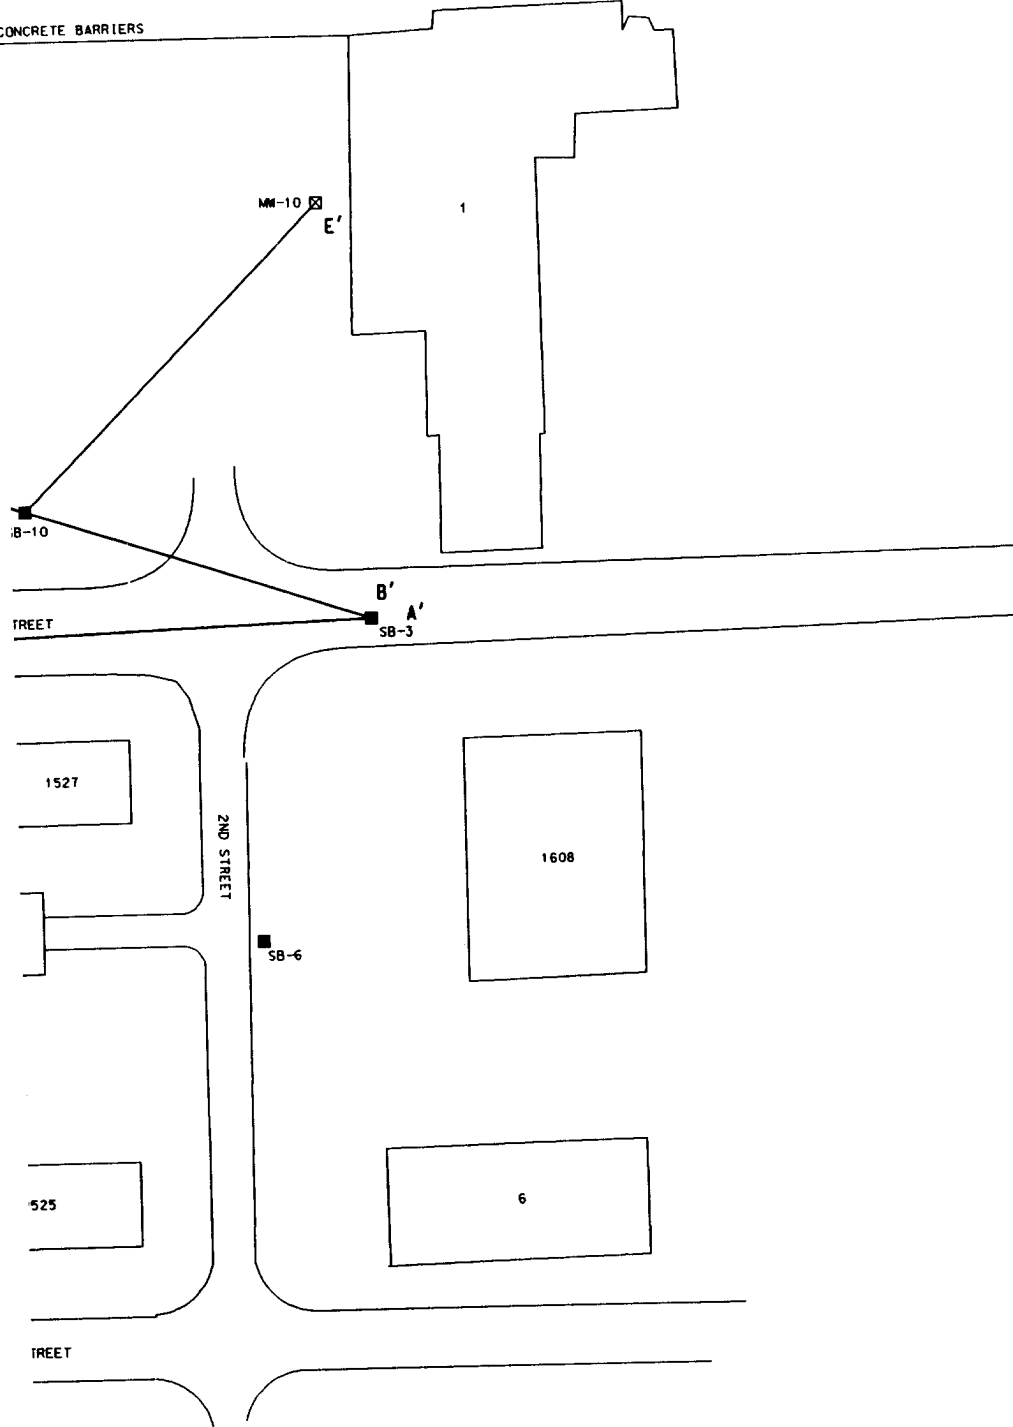 CONCRETE BARRIERS
MW-10
E'
1
B-10
B'
A'
TREET
SB-3
1527
2ND STREET
1608
SB-6
525
6
TREET